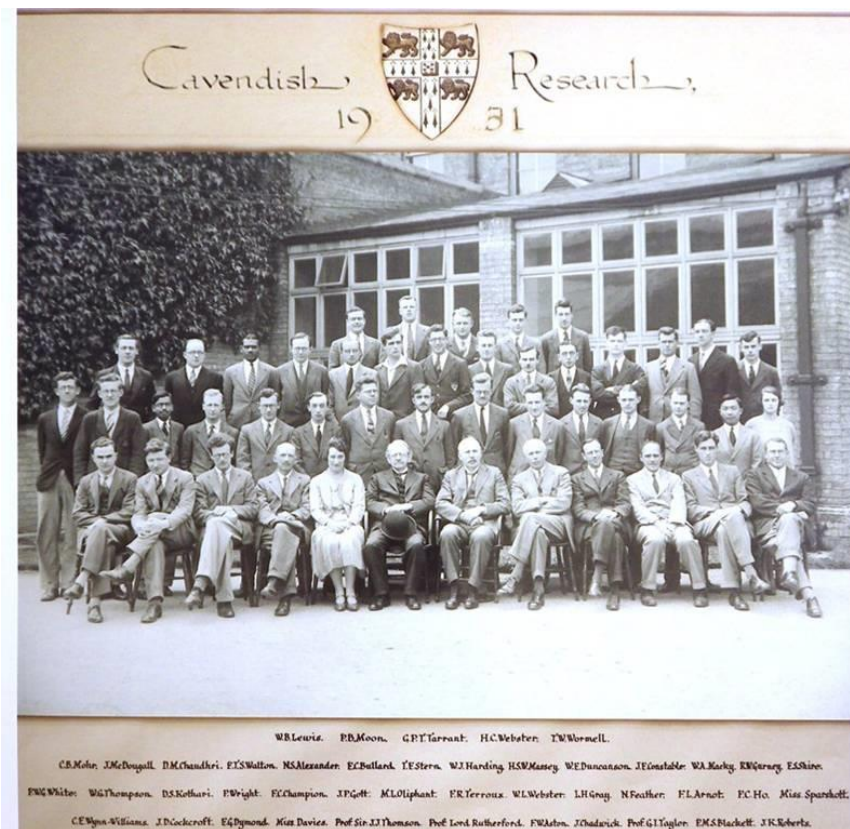 Cavendish Research,
1931
W.B.Lewis. P.B.Moon. G.P.T.Tarrant. H.C.Webster. T.W.Wormell.
C.B.Mohr. J.McDougall. D.M.Chaudhri. E.T.S.Walton. N.S.Alexander. E.C.Bullard. T.E.Stern. W.J.Harding. H.S.W.Massey. W.E.Duncanson. J.E.Constable. W.A.Macky. R.W.Gurney. E.S.Shire.
F.W.G.White. W.G.Thompson. D.S.Kothari. P.Wright. F.C.Champion. J.P.Gott. M.L.Oliphant. F.R.Terroux. W.L.Webster. L.H.Gray. N.Feather. F.L.Arnot. F.C.Ho. Miss Sparshott.
C.E.Wynn-Williams. J.D.Cockcroft. E.G.Dymond. Miss Davies. Prof Sir J.J.Thomson. Prof Lord Rutherford. F.W.Aston. J.Chadwick. Prof G.I.Taylor. P.M.S.Blackett. J.K.Roberts.